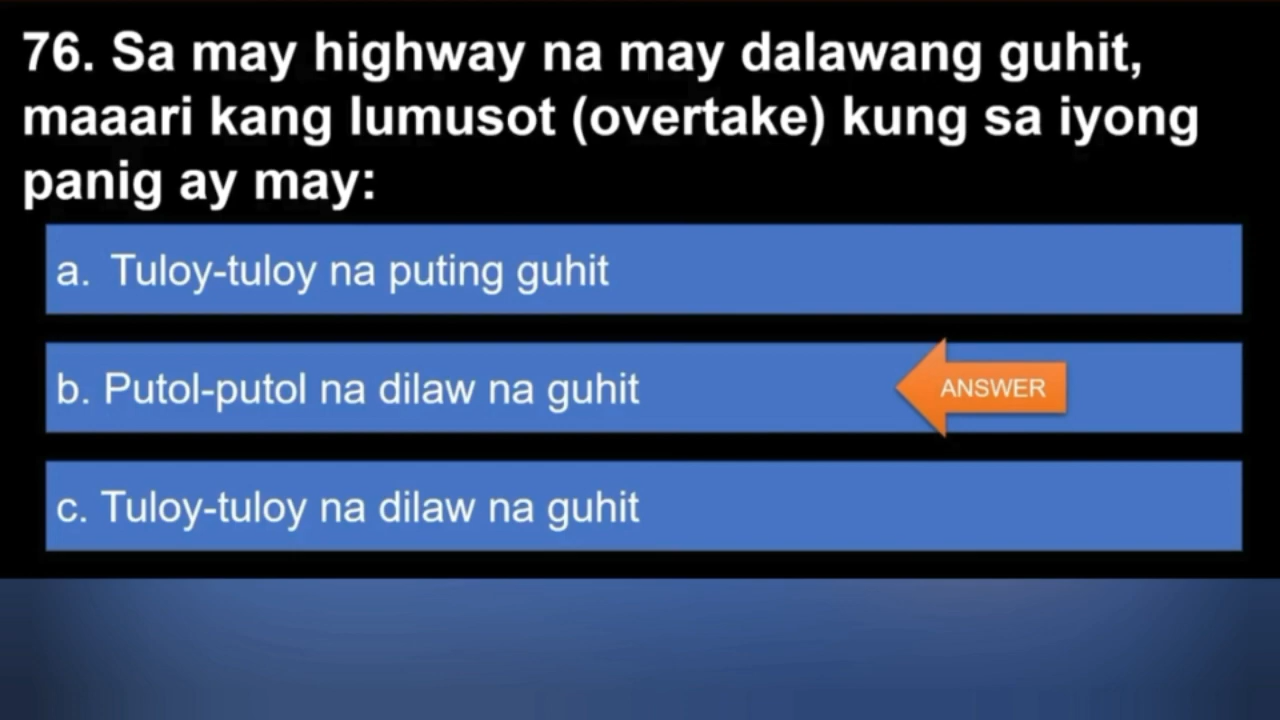 76. Sa may highway na may dalawang guhit,
maaari kang lumusot (overtake) kung sa iyong
panig ay may:
a. Tuloy-tuloy na puting guhit
b. Putol-putol na dilaw na guhit
ANSWER
c. Tuloy-tuloy na dilaw na guhit